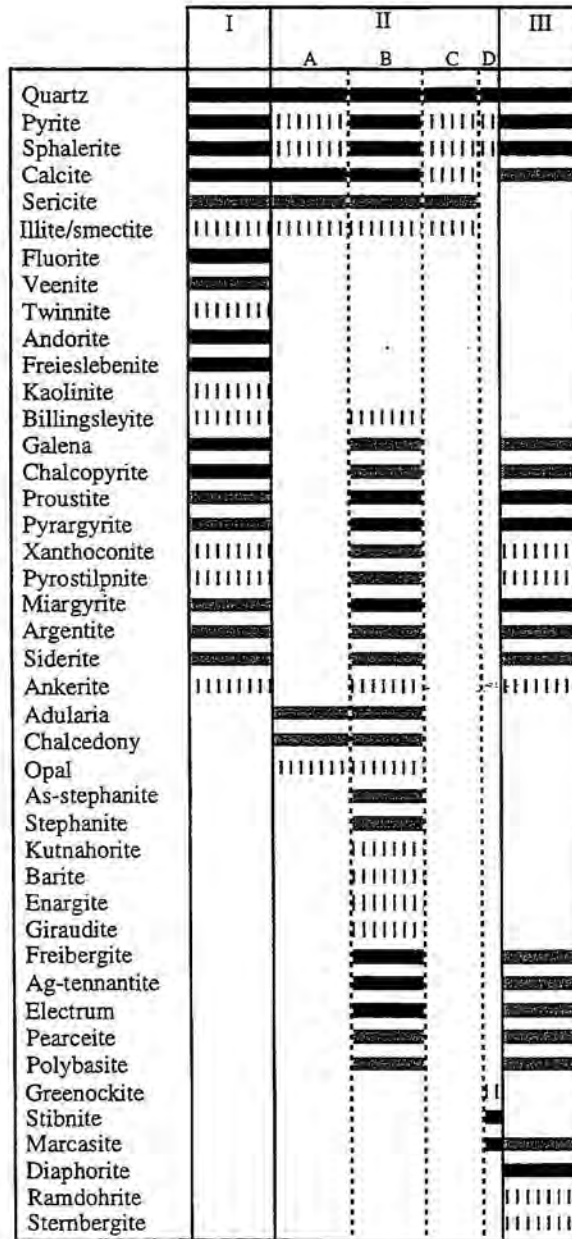 I II III
A B C D
Quartz
Pyrite
Sphalerite
Calcite
Sericite
Illite/smectite
Fluorite
Veenite
Twinnite
Andorite
Freieslebenite
Kaolinite
Billingsleyite
Galena
Chalcopyrite
Proustite
Pyrargyrite
Xanthoconite
Pyrostilpnite
Miargyrite
Argentite
Siderite
Ankerite
Adularia
Chalcedony
Opal
As-stephanite
Stephanite
Kutnahorite
Barite
Enargite
Giraudite
Freibergite
Ag-tennantite
Electrum
Pearceite
Polybasite
Greenockite
Stibnite
Marcasite
Diaphorite
Ramdohrite
Sternbergite